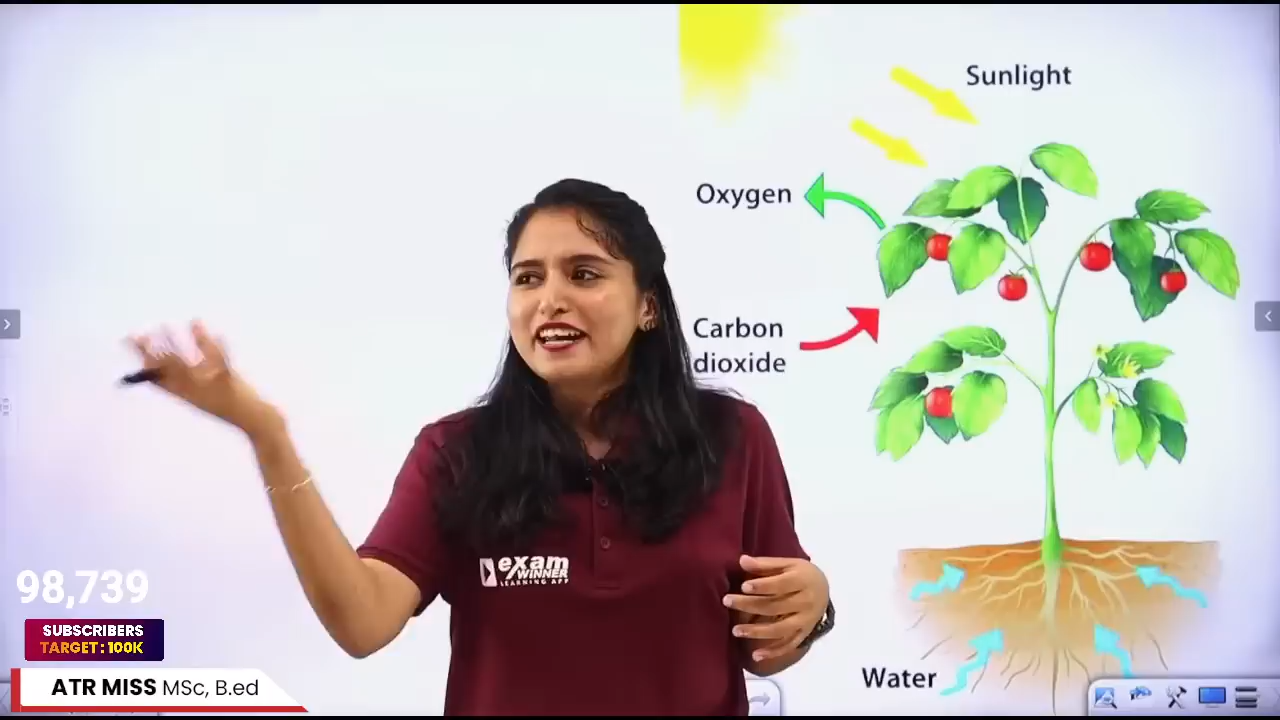 Sunlight
Oxygen
Carbon
dioxide
Water
exam
WINNER
LEARNING APP
98,739
SUBSCRIBERS
TARGET : 100K
ATR MISS MSc, B.ed